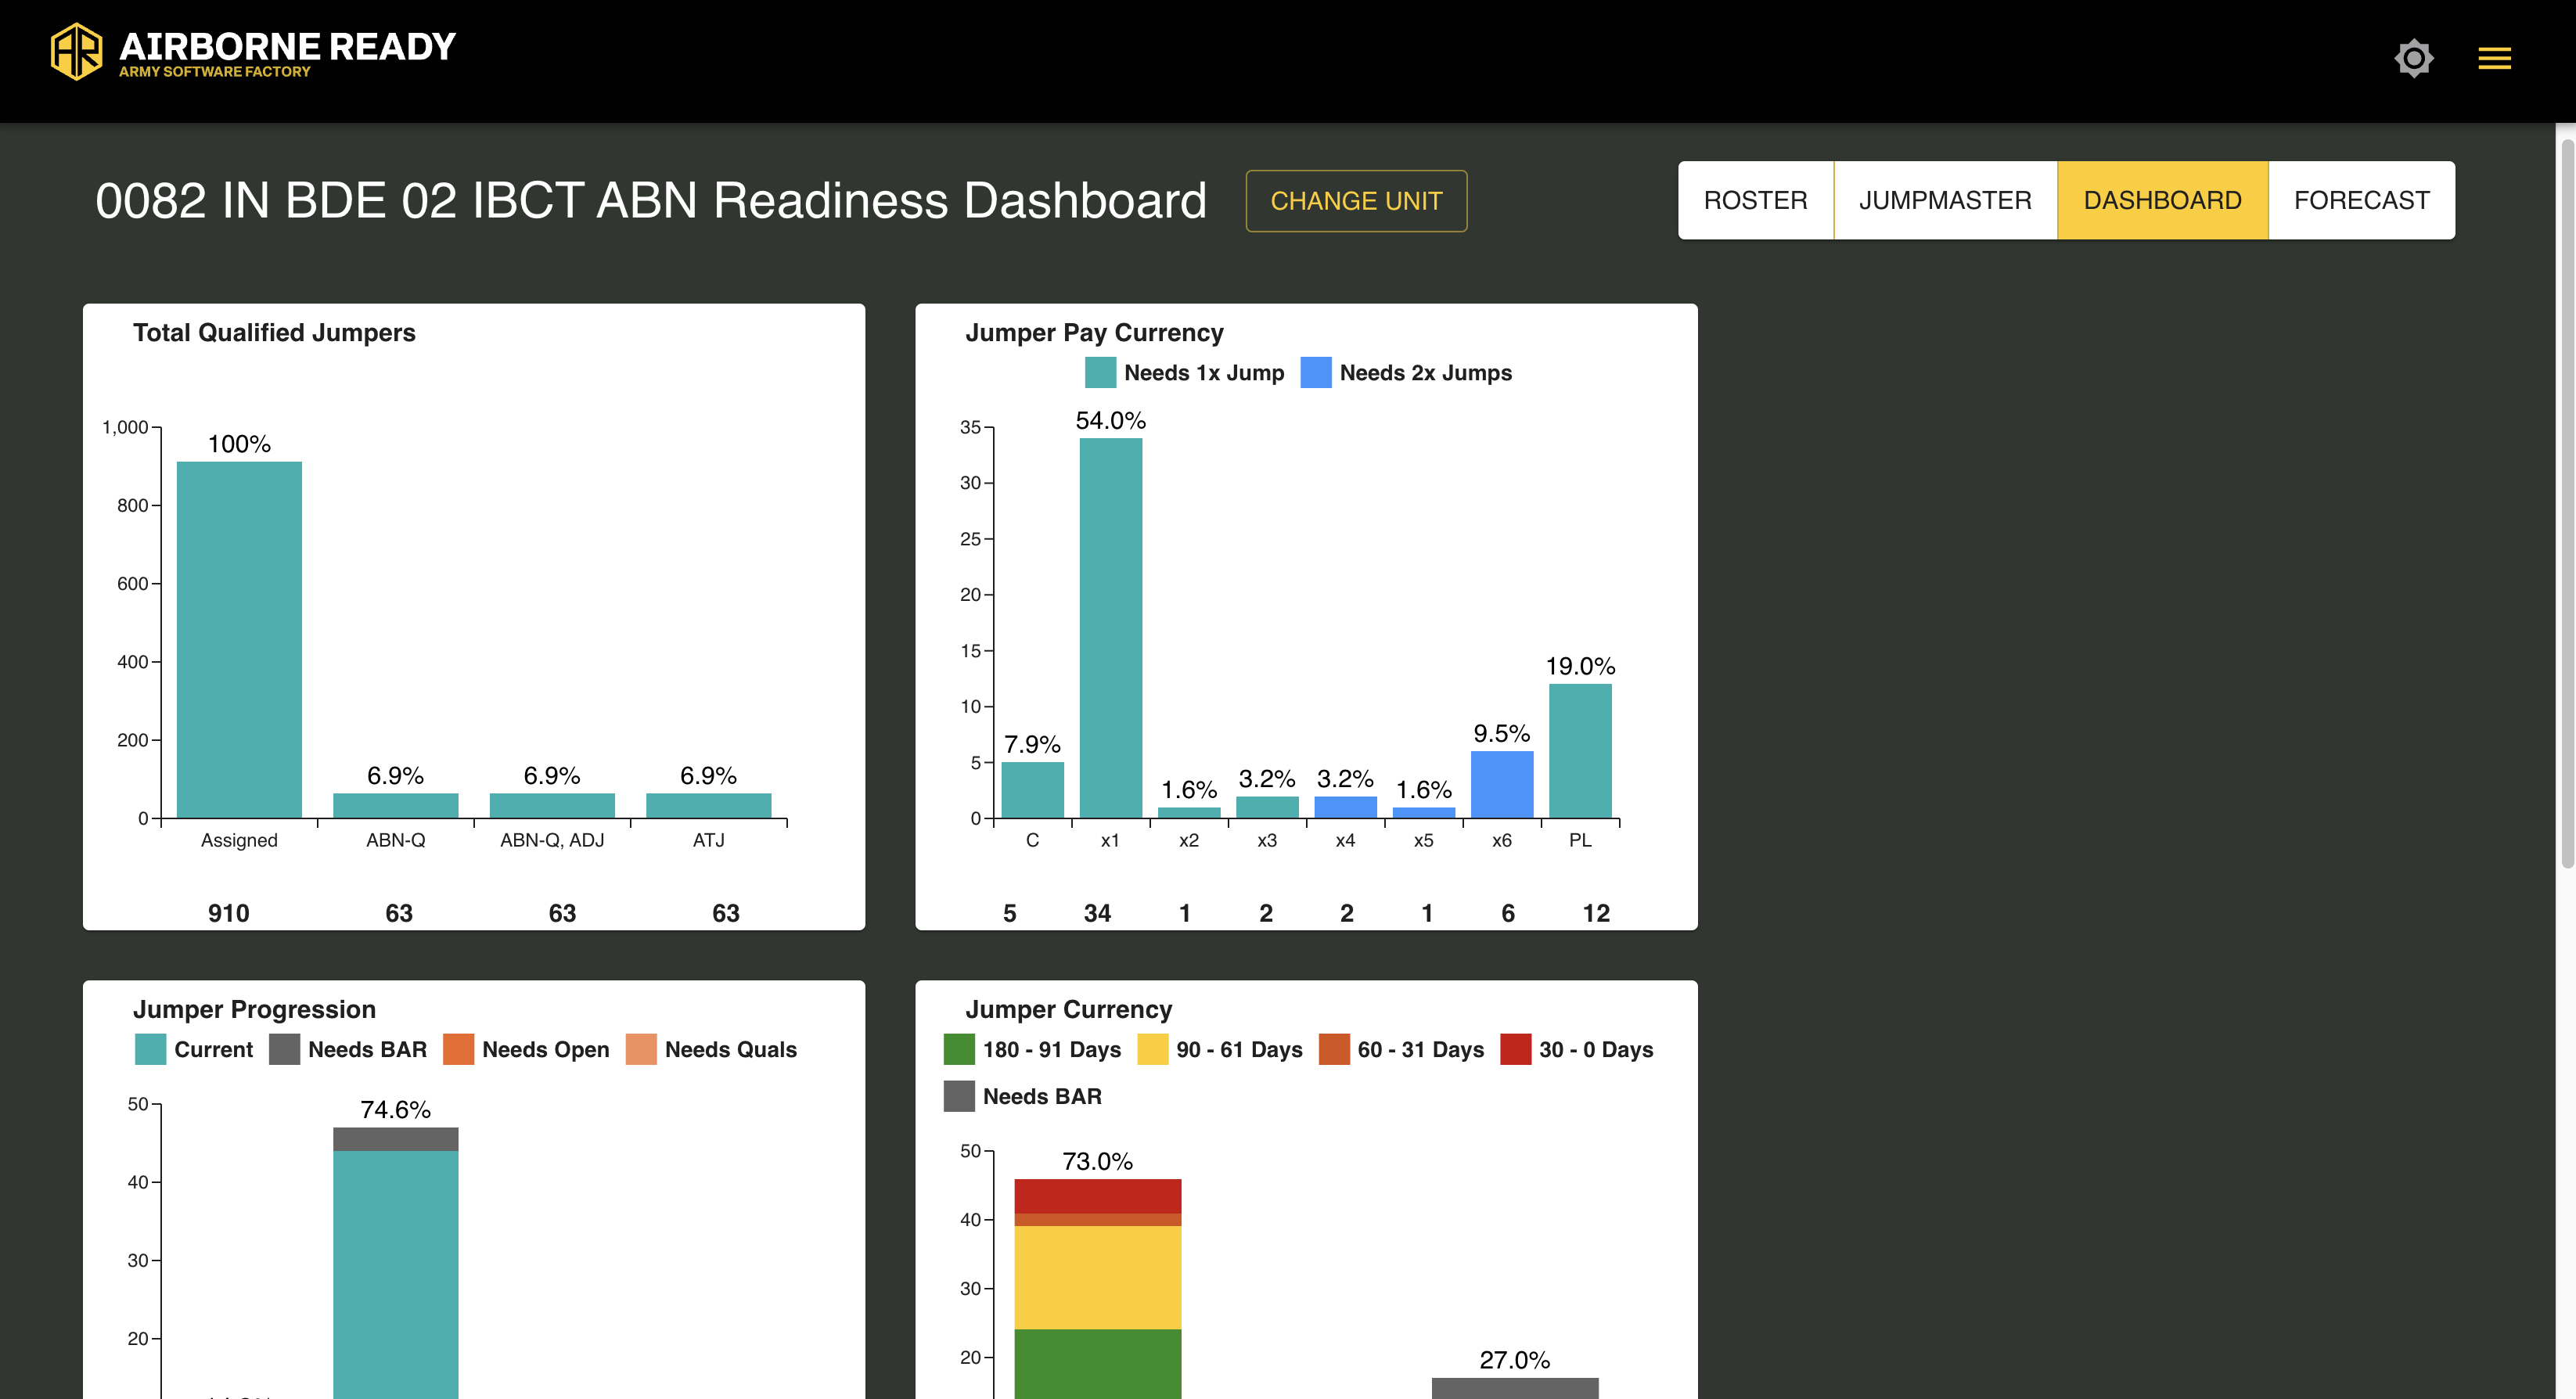 AIRBORNE READY
ARMY SOFTWARE FACTORY
0082 IN BDE 02 IBCT ABN Readiness Dashboard
CHANGE UNIT
ROSTER
JUMPMASTER
DASHBOARD
FORECAST
Total Qualified Jumpers
1,000
800
600
400
200
0
100%
6.9%
6.9%
6.9%
Assigned
ABN-Q
ABN-Q, ADJ
ATJ
910
63
63
63
Jumper Pay Currency
Needs 1x Jump
Needs 2x Jumps
35
30
25
20
15
10
5
0
7.9%
54.0%
1.6%
3.2%
3.2%
1.6%
9.5%
19.0%
C
x1
x2
x3
x4
x5
x6
PL
5
34
1
2
2
1
6
12
Jumper Progression
Current
Needs BAR
Needs Open
Needs Quals
50
40
30
20
74.6%
Jumper Currency
180 - 91 Days
90 - 61 Days
60 - 31 Days
30 - 0 Days
Needs BAR
50
40
30
20
73.0%
27.0%